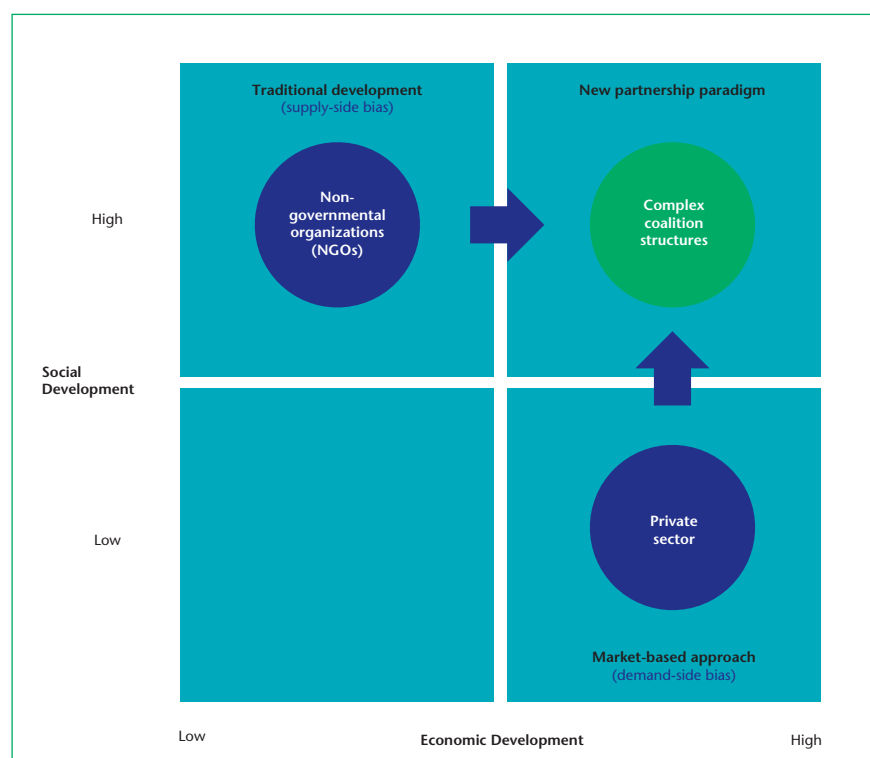 Traditional development
(supply-side bias)
New partnership paradigm
Non-
governmental
organizations
(NGOs)
Complex
coalition
structures
High
Social
Development
Low
Private
sector
Market-based approach
(demand-side bias)
Low
Economic Development
High